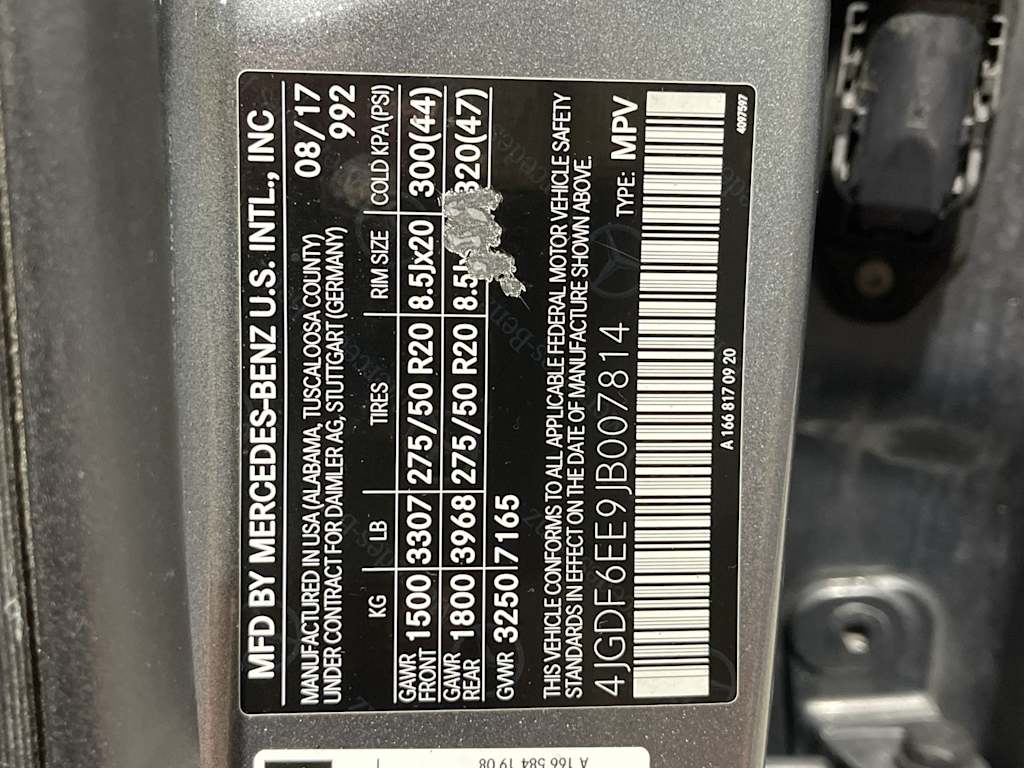 MFD BY MERCEDES-BENZ U.S. INTL., INC
MANUFACTURED IN USA (ALABAMA, TUSCALOOSA COUNTY) 08/17
UNDER CONTRACT FOR DAIMLER AG, STUTTGART (GERMANY) 992
KG LB TIRES RIM SIZE COLD KPA (PSI)
GAWR FRONT 1500 3307 275/50 R20 8.5Jx20 300(44)
GAWR REAR 1800 3968 275/50 R20 320(47)
GVWR 3250 7165
THIS VEHICLE CONFORMS TO ALL APPLICABLE FEDERAL MOTOR VEHICLE SAFETY
STANDARDS IN EFFECT ON THE DATE OF MANUFACTURE SHOWN ABOVE.
4JGDF6EE9JB007814 TYPE: MPV
A 166 817 09 20 4097592
A 166 584 19 08